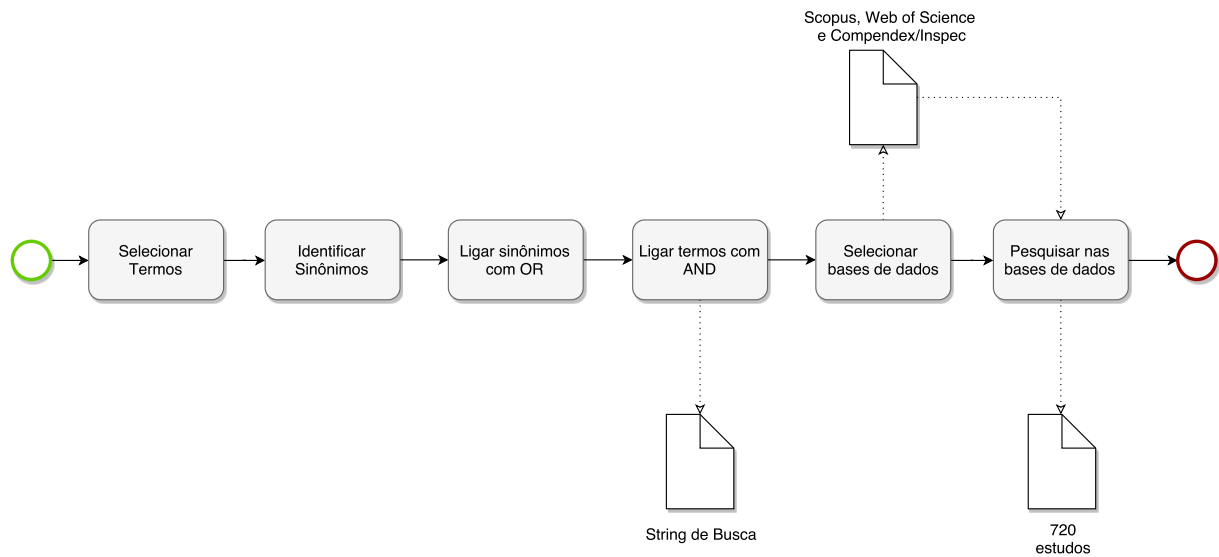 Scopus, Web of Science
e Compendex/Inspec
Selecionar
Termos
Identificar
Sinônimos
Ligar sinônimos
com OR
Ligar termos com
AND
Selecionar
bases de dados
Pesquisar nas
bases de dados
String de Busca
720
estudos